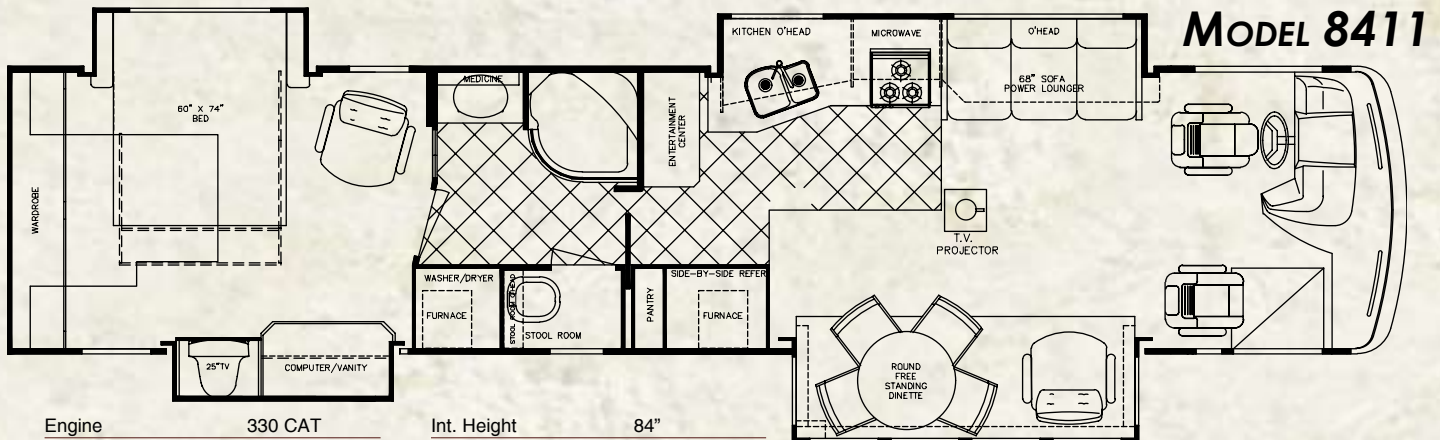 MODEL 8411
KITCHEN O'HEAD
MICROWAVE
O'HEAD
68" SOFA
POWER LOUNGER
MEDICINE
60" X 74"
BED
ENTERTAINMENT
CENTER
WARDROBE
T.V.
PROJECTOR
WASHER/DRYER
STOOL ROOM O'HEAD
SIDE-BY-SIDE REFER
PANTRY
FURNACE
STOOL ROOM
FURNACE
25"TV
COMPUTER/VANITY
ROUND
FREE
STANDING
DINETTE
Engine 330 CAT
Int. Height 84”